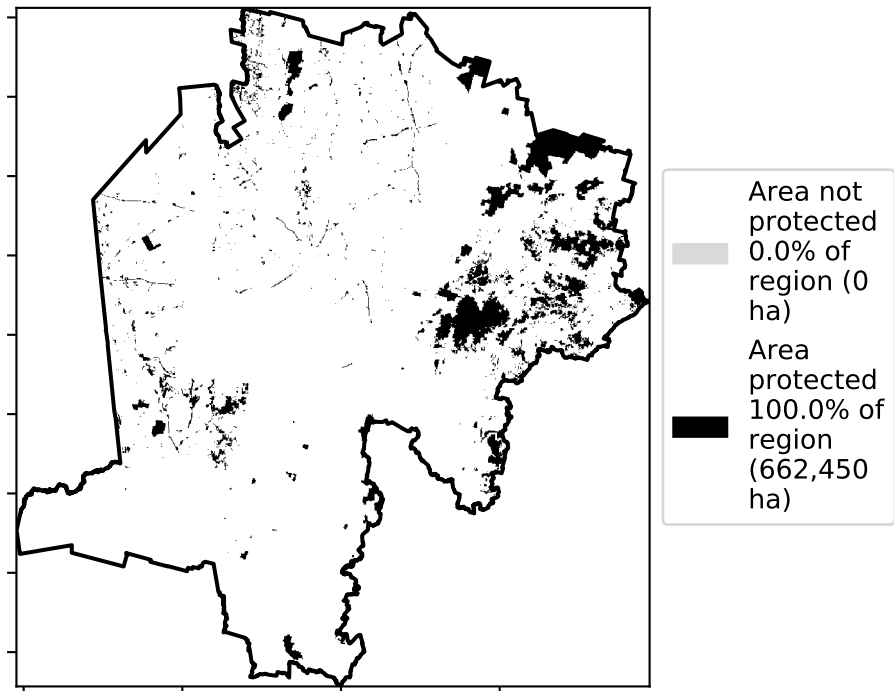 Area not
protected
0.0% of
region (0
ha)
Area
protected
100.0% of
region
(662,450
ha)